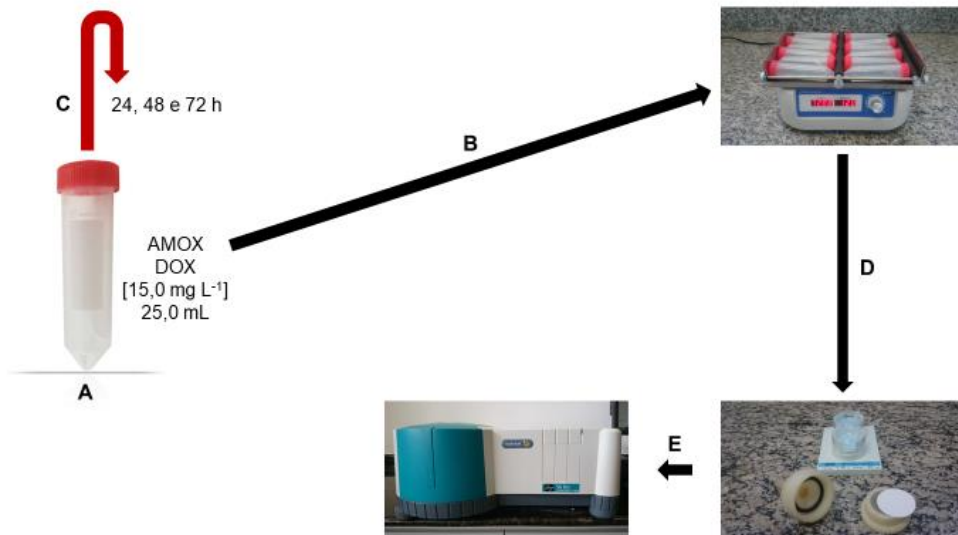 C
24, 48 e 72 h
B
AMOX
DOX
[15,0 mg L⁻¹]
25,0 mL
D
A
E